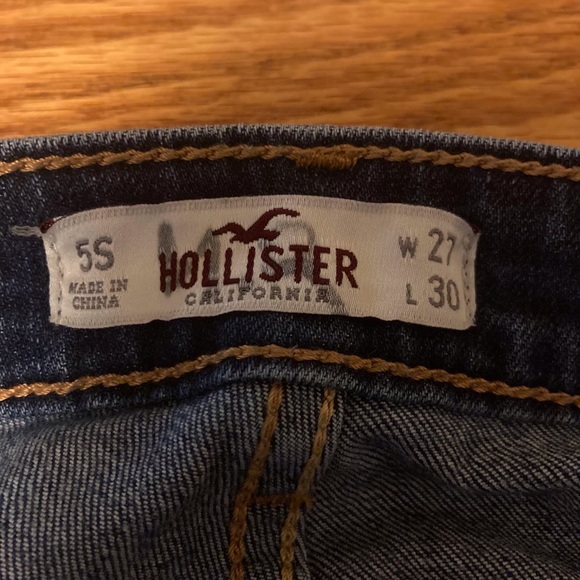 5S
MADE IN
CHINA
HOLLISTER
CALIFORNIA
W 27
L 30